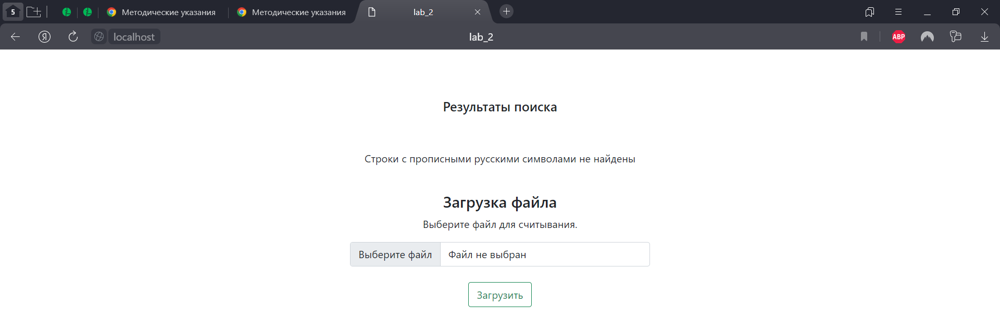 5
Методические указания
Методические указания
lab_2
Я
localhost
lab_2
ABP
Результаты поиска
Строки с прописными русскими символами не найдены
Загрузка файла
Выберите файл для считывания.
Выберите файл
Файл не выбран
Загрузить